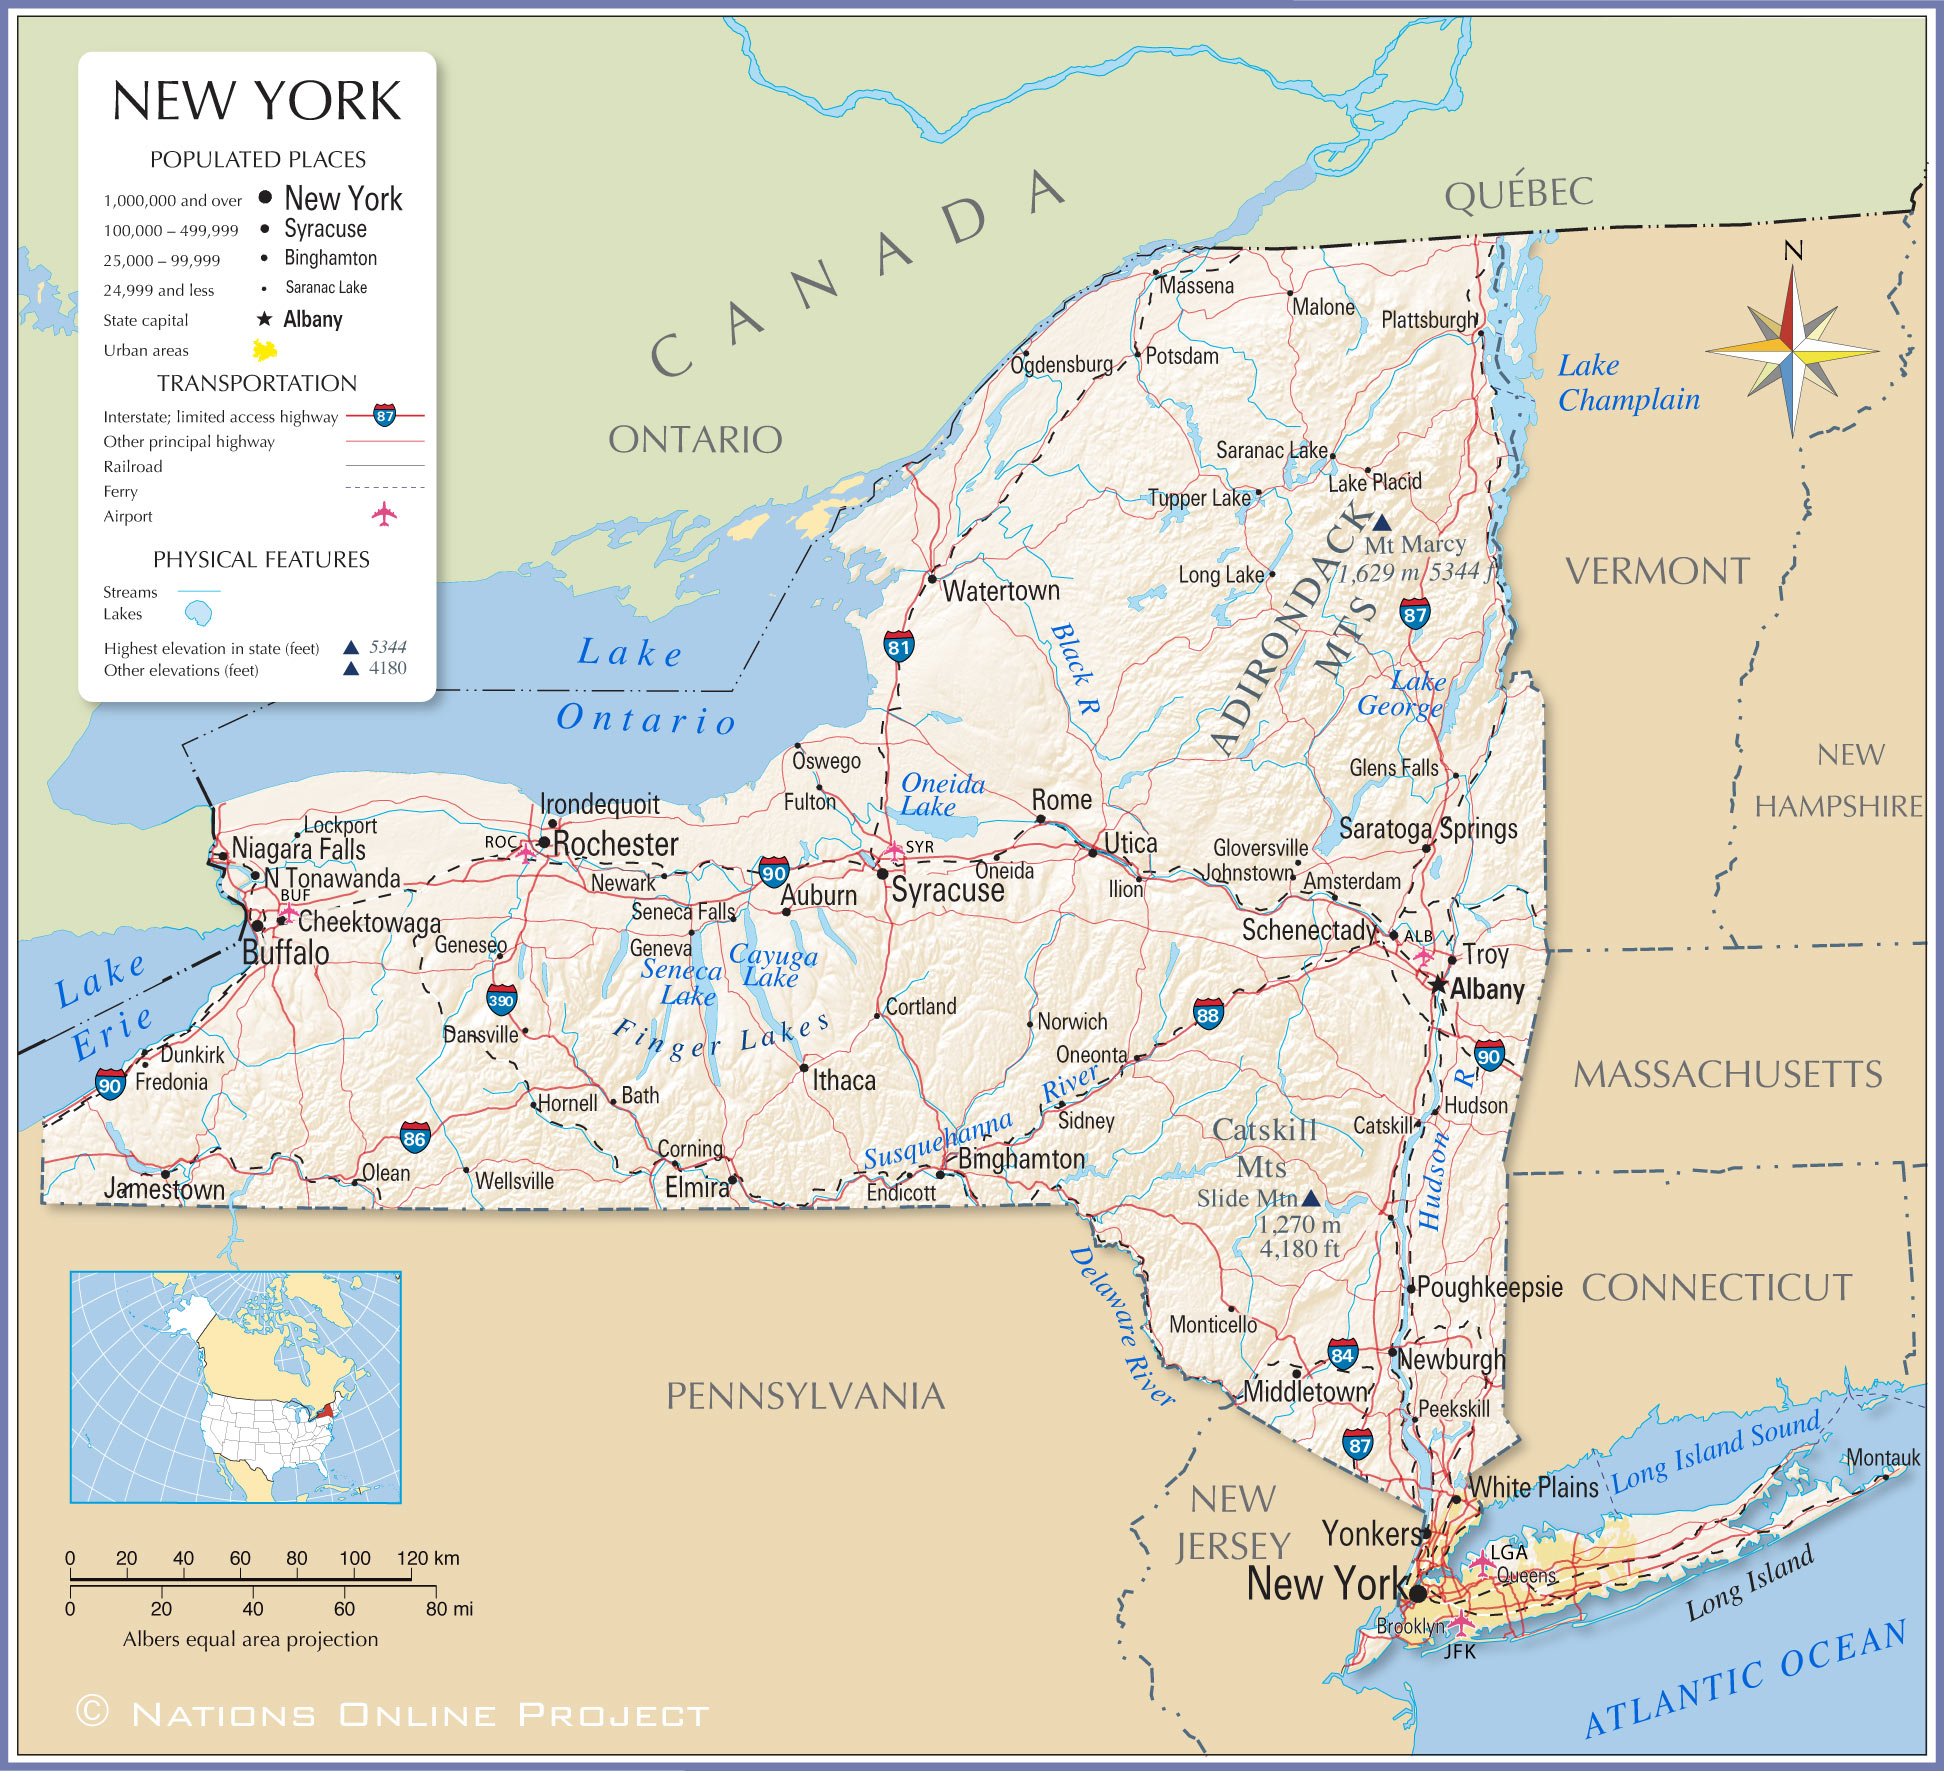 NEW YORK
POPULATED PLACES
1,000,000 and over New York
100,000 – 499,999 Syracuse
25,000 – 99,999 Binghamton
24,999 and less Saranac Lake
State capital Albany
Urban areas
TRANSPORTATION
Interstate; limited access highway 87
Other principal highway
Railroad
Ferry
Airport
PHYSICAL FEATURES
Streams
Lakes
Highest elevation in state (feet) 5344
Other elevations (feet) 4180
CANADA
QUÉBEC
ONTARIO
N
Lake
Champlain
VERMONT
NEW
HAMPSHIRE
MASSACHUSETTS
CONNECTICUT
PENNSYLVANIA
NEW
JERSEY
Massena
Malone
Plattsburgh
Ogdensburg
Potsdam
Saranac Lake
Lake Placid
Tupper Lake
Mt Marcy
1,629 m 5344 f
ADIRONDACK
MTS
Long Lake
Watertown
87
81
Black R
Lake
George
Lake
Ontario
Oswego
Fulton
Oneida
Lake
Rome
Glens Falls
Irondequoit
Rochester
ROC
Lockport
Niagara Falls
N Tonawanda
BUF
Cheektowaga
Buffalo
Newark
90
SYR
Syracuse
Auburn
Oneida
Utica
Ilion
Gloversville
Johnstown
Amsterdam
Saratoga Springs
Schenectady
ALB
Troy
Albany
Seneca Falls
Geneva
Geneseo
Seneca
Lake
Cayuga
Lake
Finger Lakes
390
Dansville
Cortland
Norwich
88
Oneonta
Lake
Erie
90
Dunkirk
Fredonia
Ithaca
Hornell
Bath
Susquehanna
River
Sidney
90
Hudson R
Hudson
Catskill
Catskill
Mts
Slide Mtn
1,270 m
4,180 ft
86
Jamestown
Olean
Wellsville
Corning
Elmira
Endicott
Binghamton
Delaware River
Monticello
Poughkeepsie
84
Newburgh
Middletown
Peekskill
87
White Plains
Yonkers
New York
LGA
Queens
Brooklyn
JFK
Long Island Sound
Montauk
Long Island
ATLANTIC OCEAN
0 20 40 60 80 100 120 km
0 20 40 60 80 mi
Albers equal area projection
© NATIONS ONLINE PROJECT